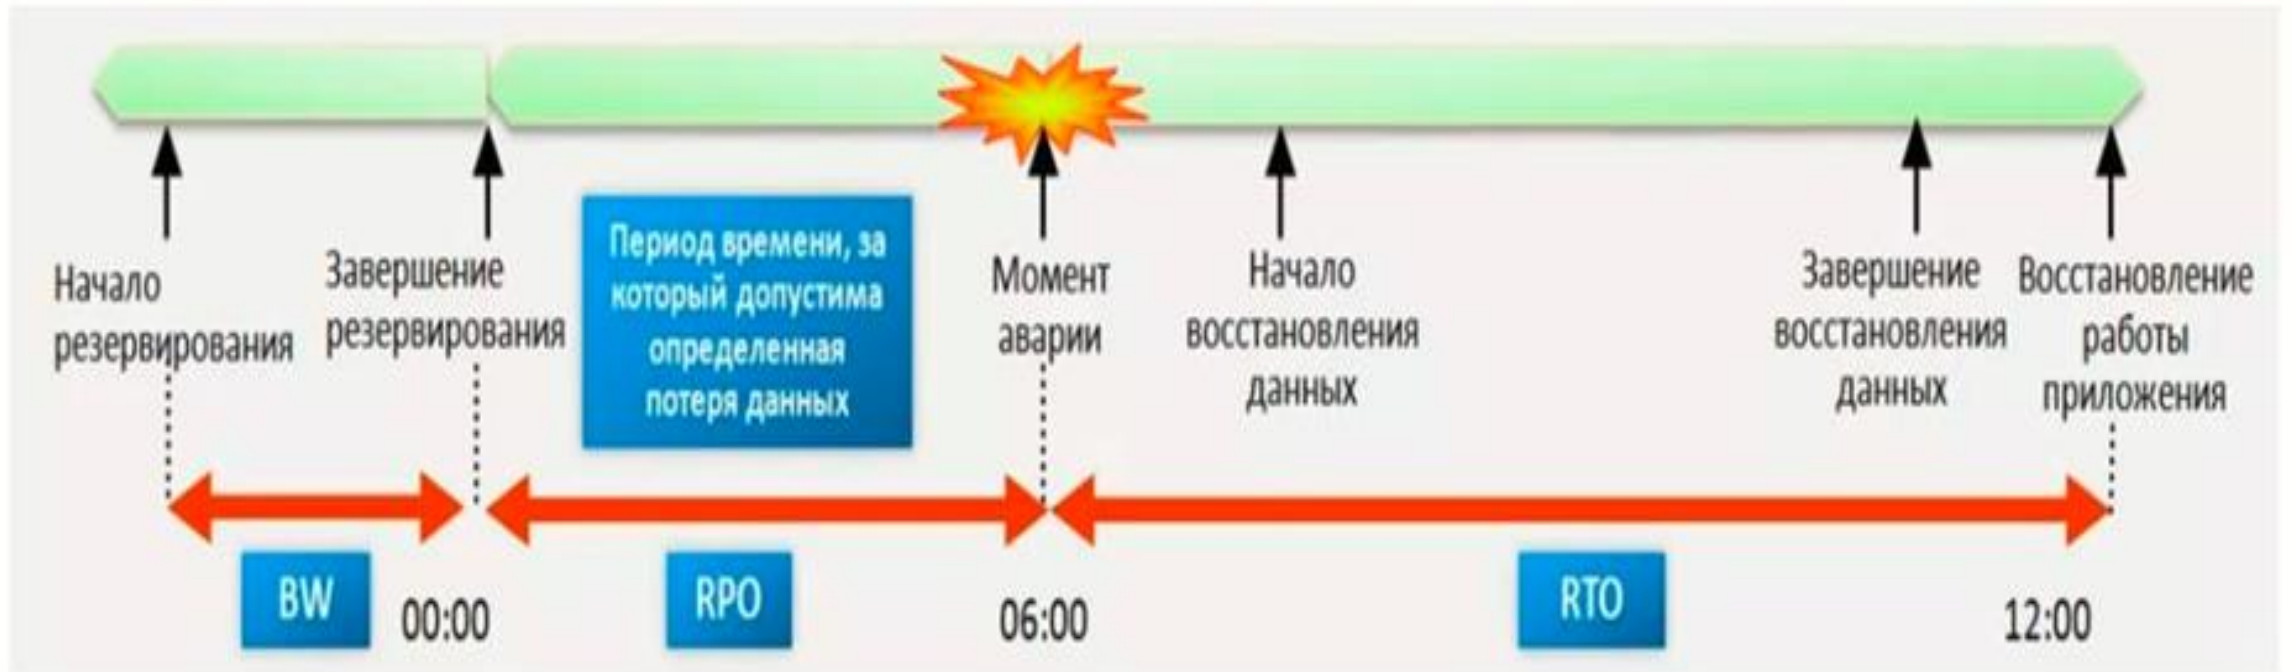 Начало
резервирования
Завершение
резервирования
Период времени, за
который допустима
определенная
потеря данных
Момент
аварии
Начало
восстановления
данных
Завершение
восстановления
данных
Восстановление
работы
приложения
BW
00:00
RPO
06:00
RTO
12:00